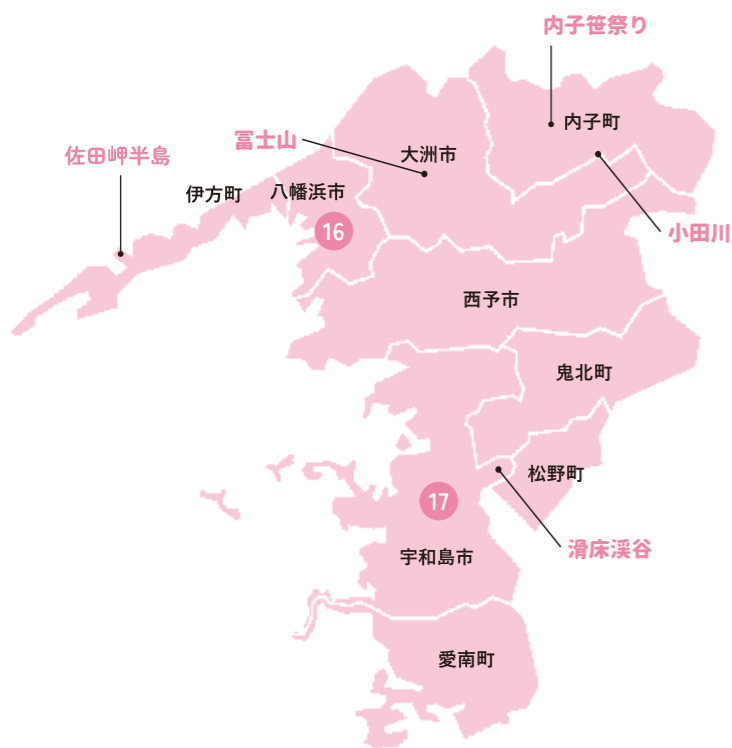 内子笹祭り
内子町
冨士山
大洲市
佐田岬半島
伊方町
八幡浜市
16
小田川
西予市
鬼北町
松野町
17
滑床渓谷
宇和島市
愛南町